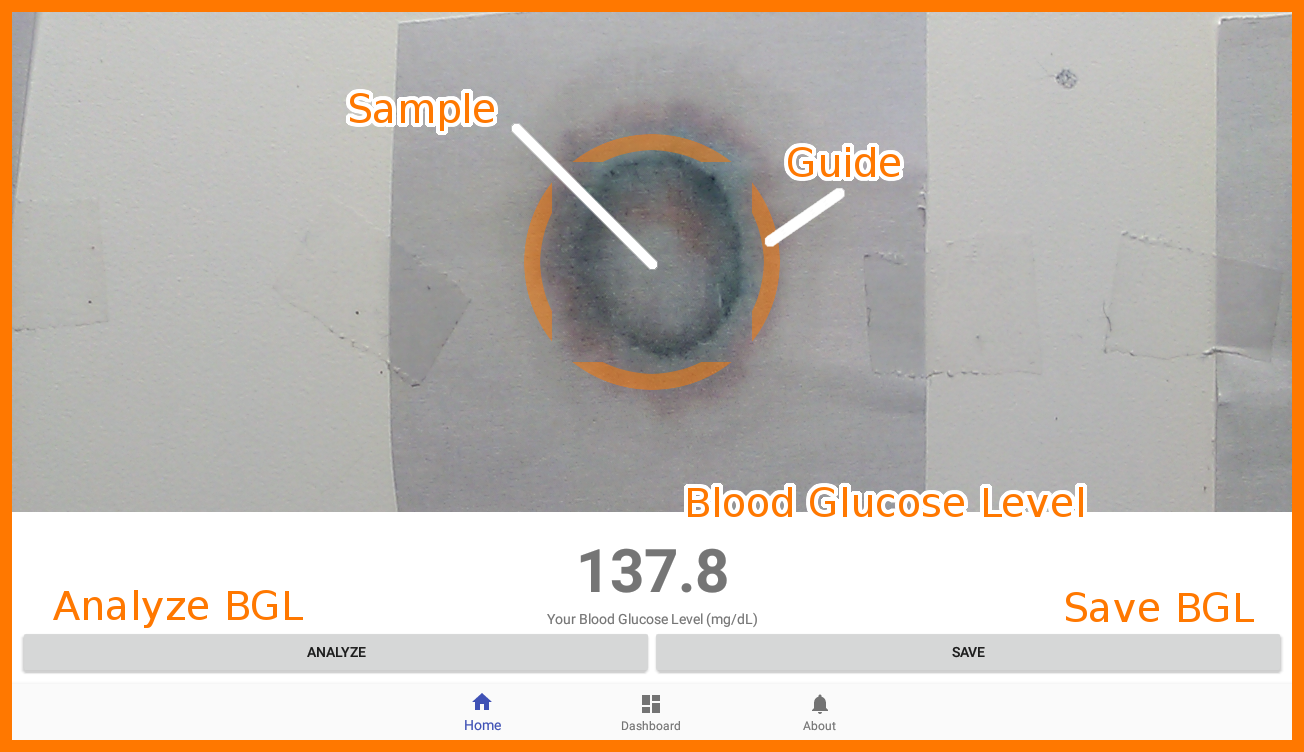 Sample
Guide
Blood Glucose Level
137.8
Your Blood Glucose Level (mg/dL)
Analyze BGL
Save BGL
ANALYZE
SAVE
Home
Dashboard
About